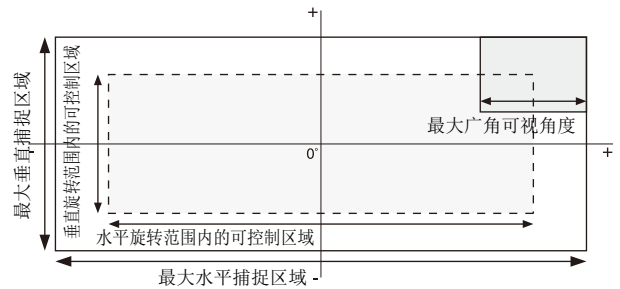 +
最大垂直捕捉区域
垂直旋转范围内的可控制区域
最大广角可视角度
-
0°
+
水平旋转范围内的可控制区域
最大水平捕捉区域 -